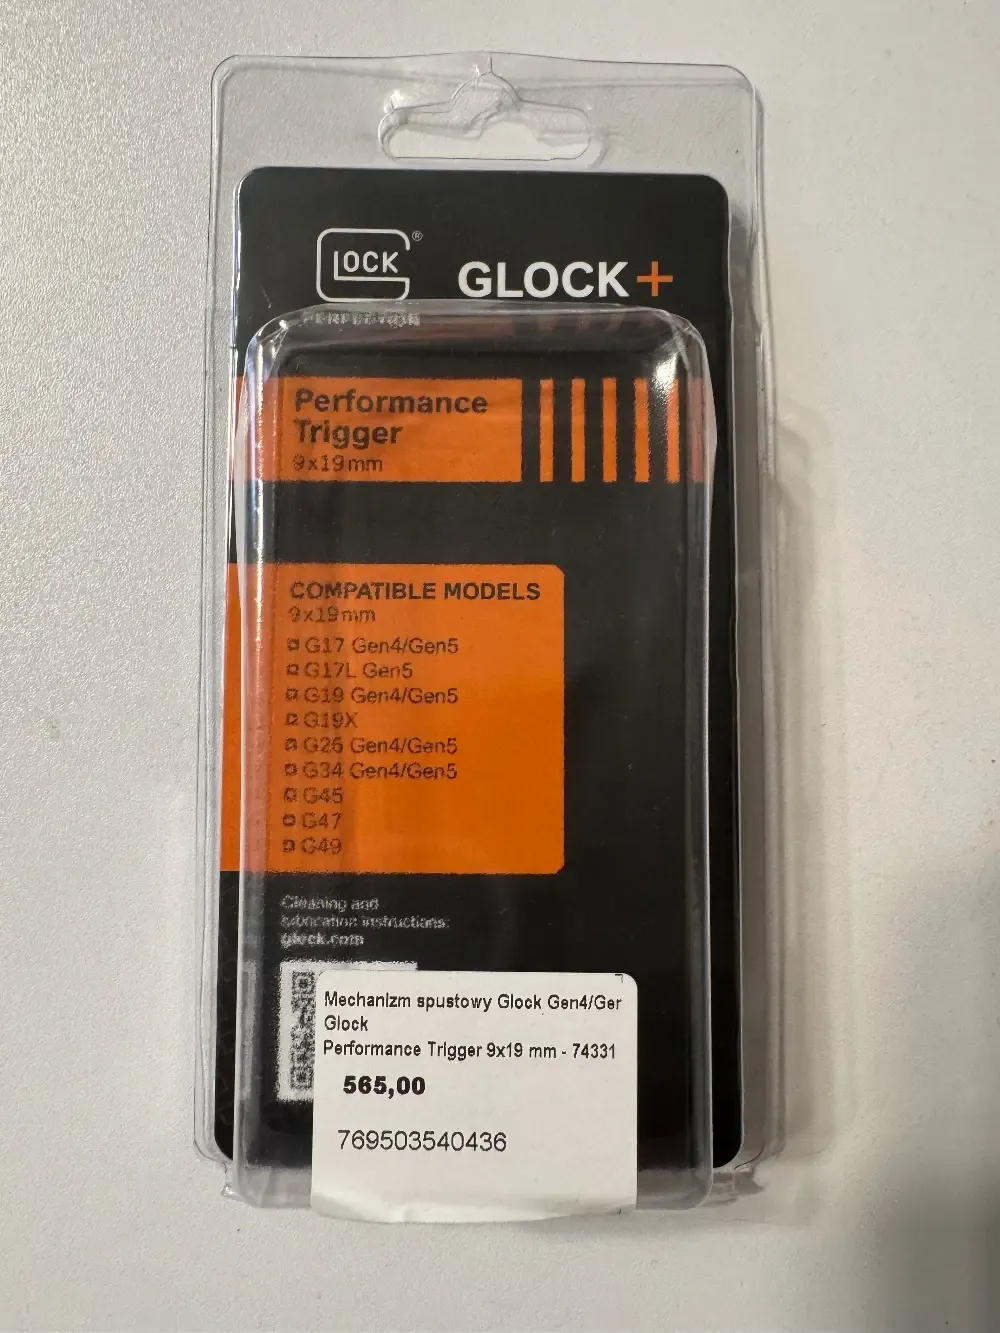 GLOCK®
PERFECTION
GLOCK+
Performance
Trigger
9x19mm
COMPATIBLE MODELS
9x19mm
G17 Gen4/Gen5
G17L Gen5
G19 Gen4/Gen5
G19X
G26 Gen4/Gen5
G34 Gen4/Gen5
G45
G47
G49
Cleaning and
lubrication instructions:
glock.com
Mechanizm spustowy Glock Gen4/Ger
Glock
Performance Trigger 9x19 mm - 74331
565,00
769503540436